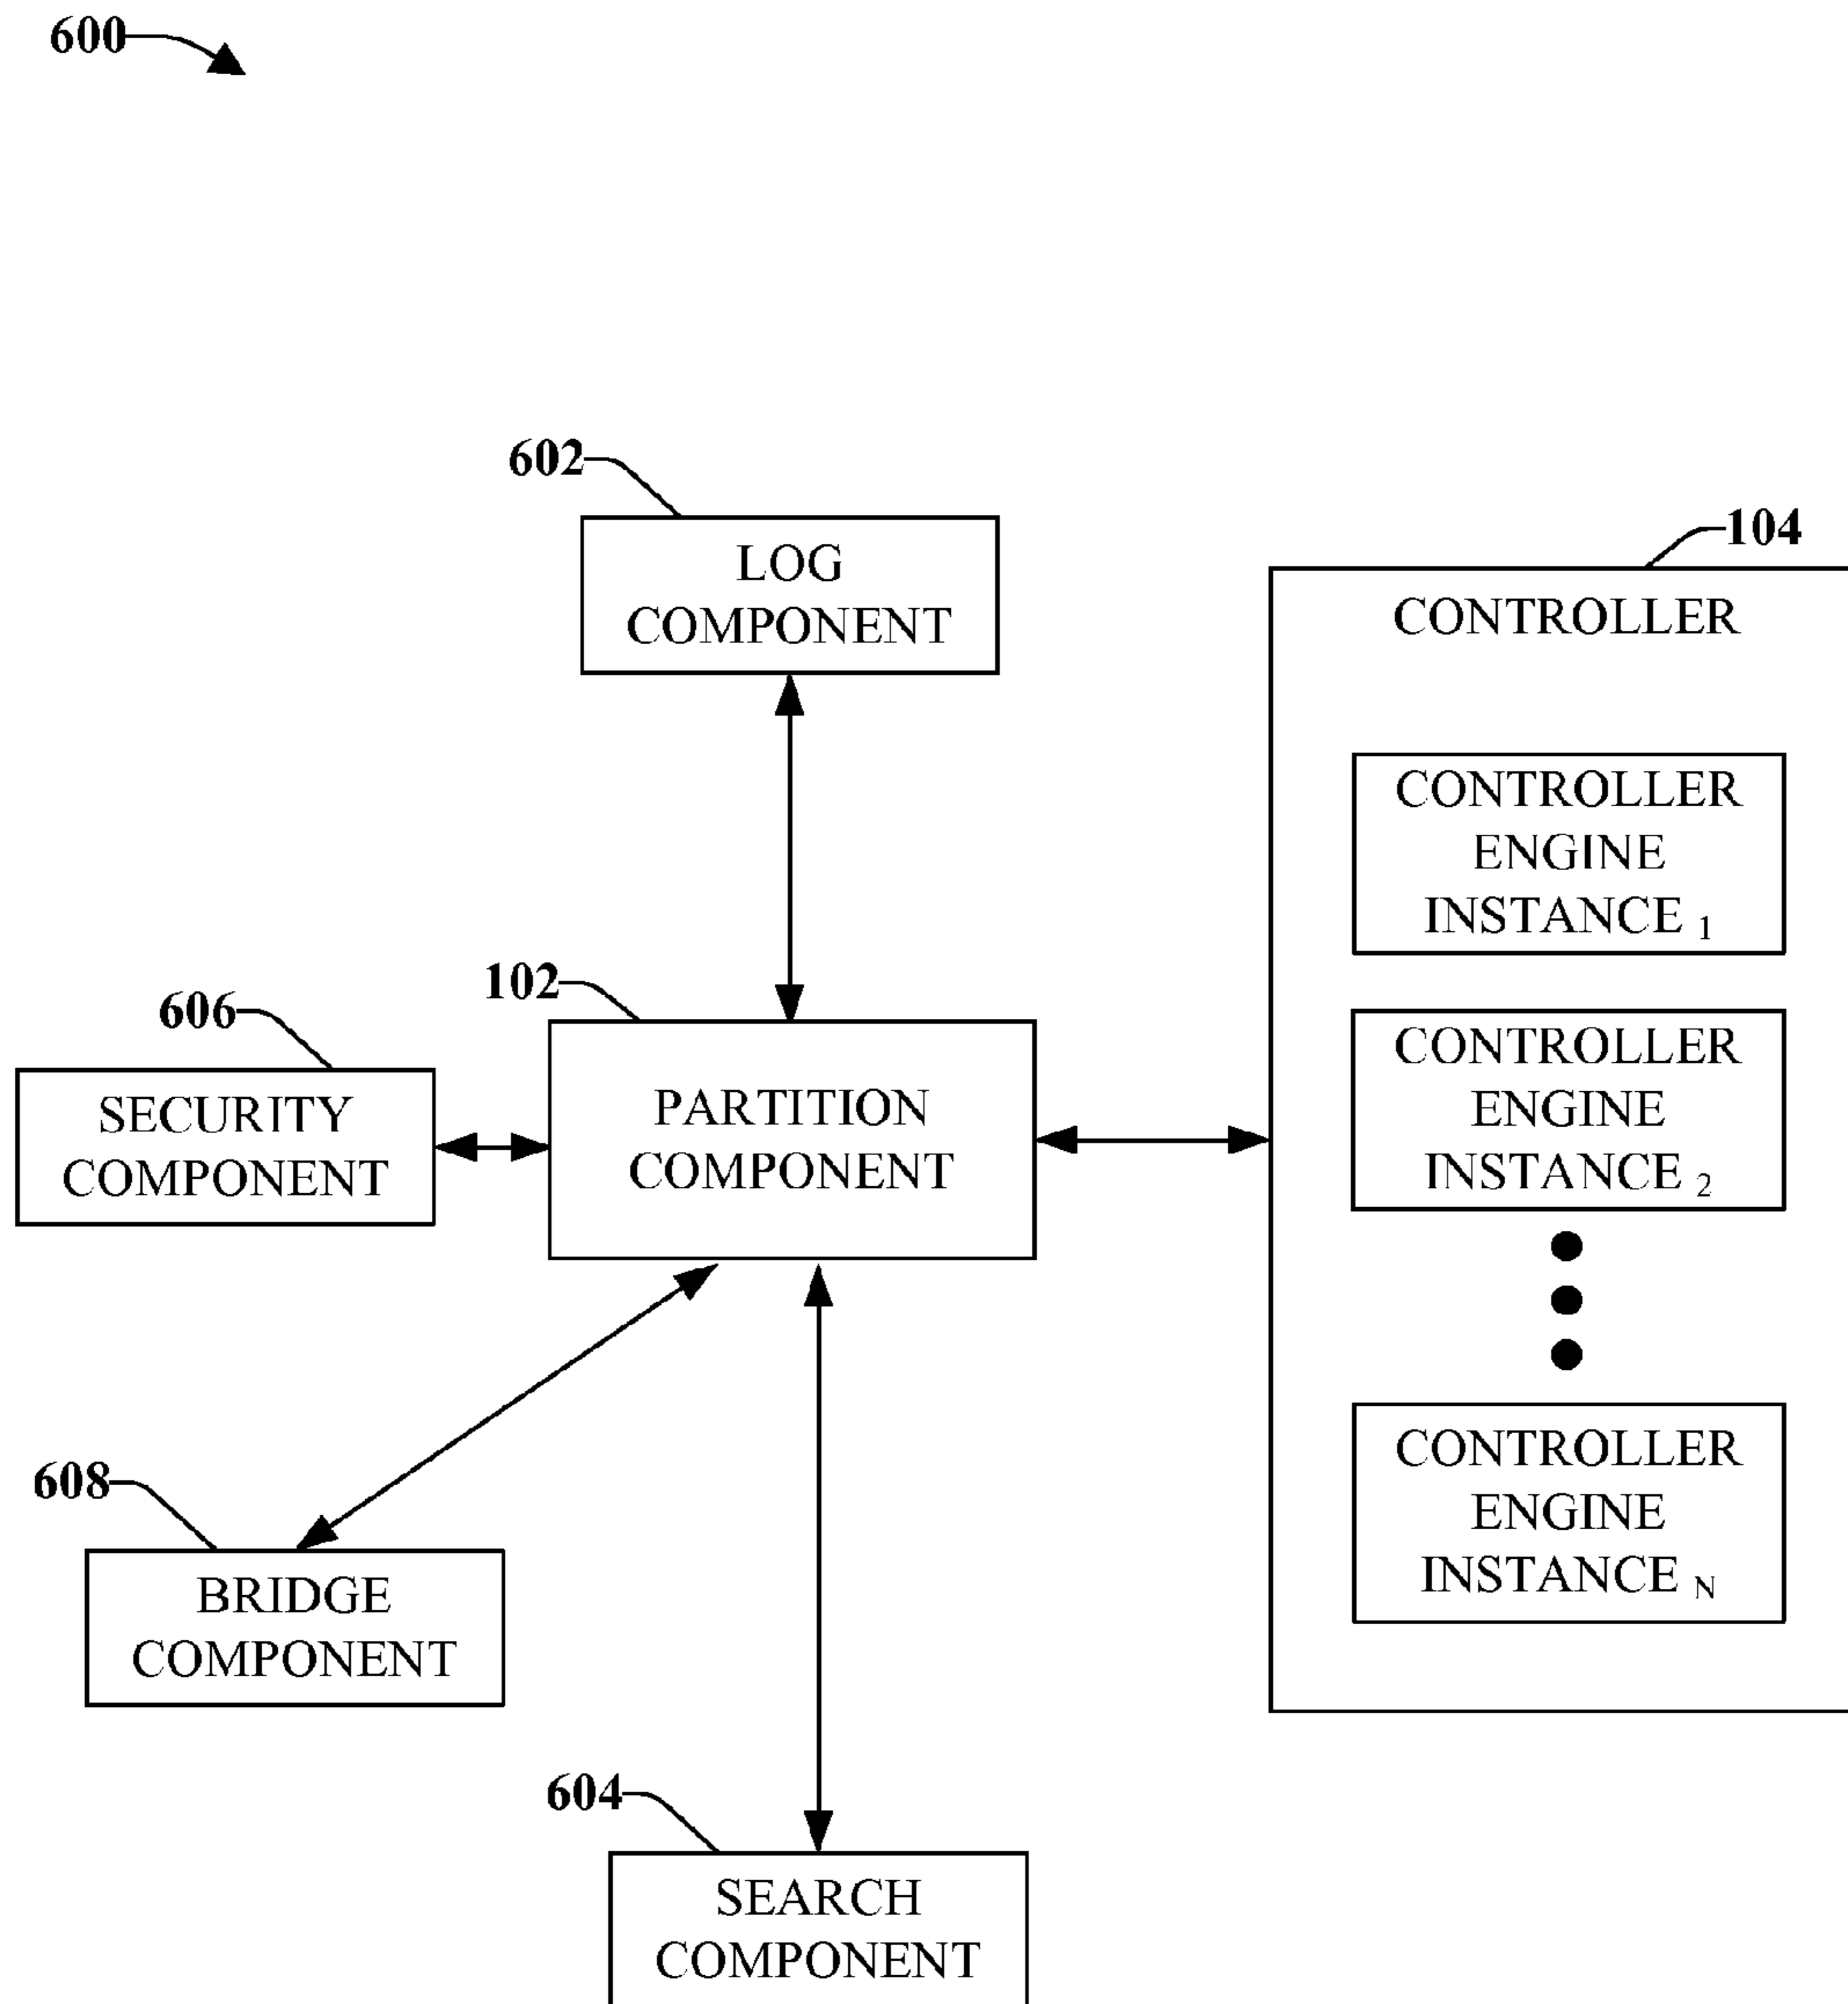 600
602
LOG
COMPONENT
104
CONTROLLER
CONTROLLER
ENGINE
INSTANCE 1
102
606
PARTITION
COMPONENT
SECURITY
COMPONENT
CONTROLLER
ENGINE
INSTANCE 2
608
BRIDGE
COMPONENT
CONTROLLER
ENGINE
INSTANCE N
604
SEARCH
COMPONENT